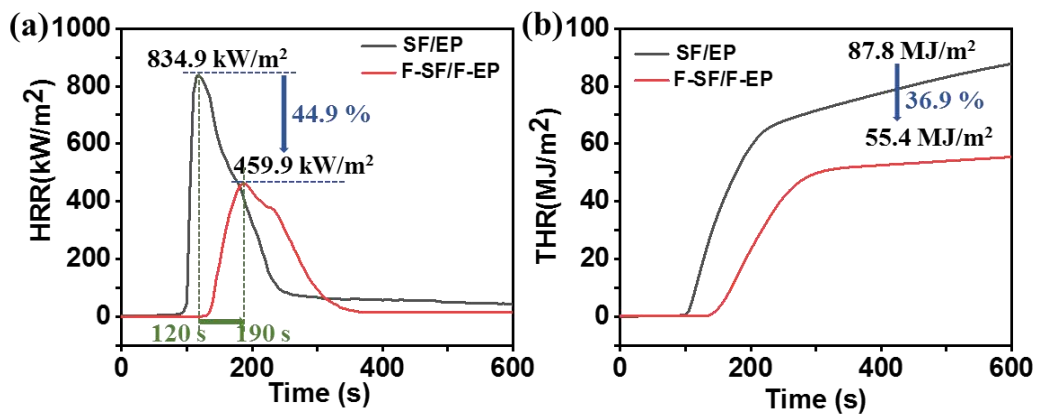 (a)
1000
800
600
400
200
0
HRR(kW/m²)
834.9 kW/m²
SF/EP
F-SF/F-EP
44.9 %
459.9 kW/m²
120 s
190 s
0
200
400
600
Time (s)
(b)
100
80
60
40
20
0
THR(MJ/m²)
SF/EP
F-SF/F-EP
87.8 MJ/m²
36.9 %
55.4 MJ/m²
0
200
400
600
Time (s)